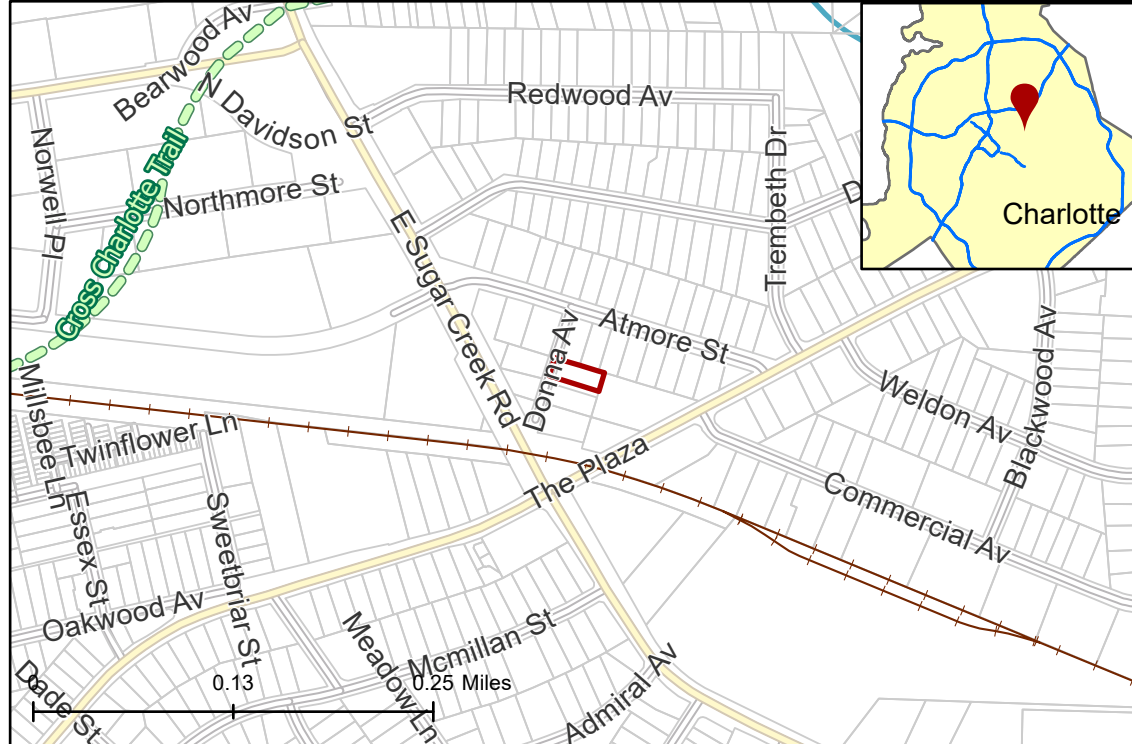 Bearwood Av
N Davidson St
Redwood Av
Norwell Pl
Cross Charlotte Trail
Northmore St
Trembeth Dr
D
Charlotte
E Sugar Creek Rd
Donna Av
Atmore St
Blackwood Av
Weldon Av
Millsbee Ln
Twinflower Ln
The Plaza
Commercial Av
Essex St
Sweetbriar St
Oakwood Av
Meadow Ln
Mcmillan St
Admiral Av
Dade St
0 0.13 0.25 Miles